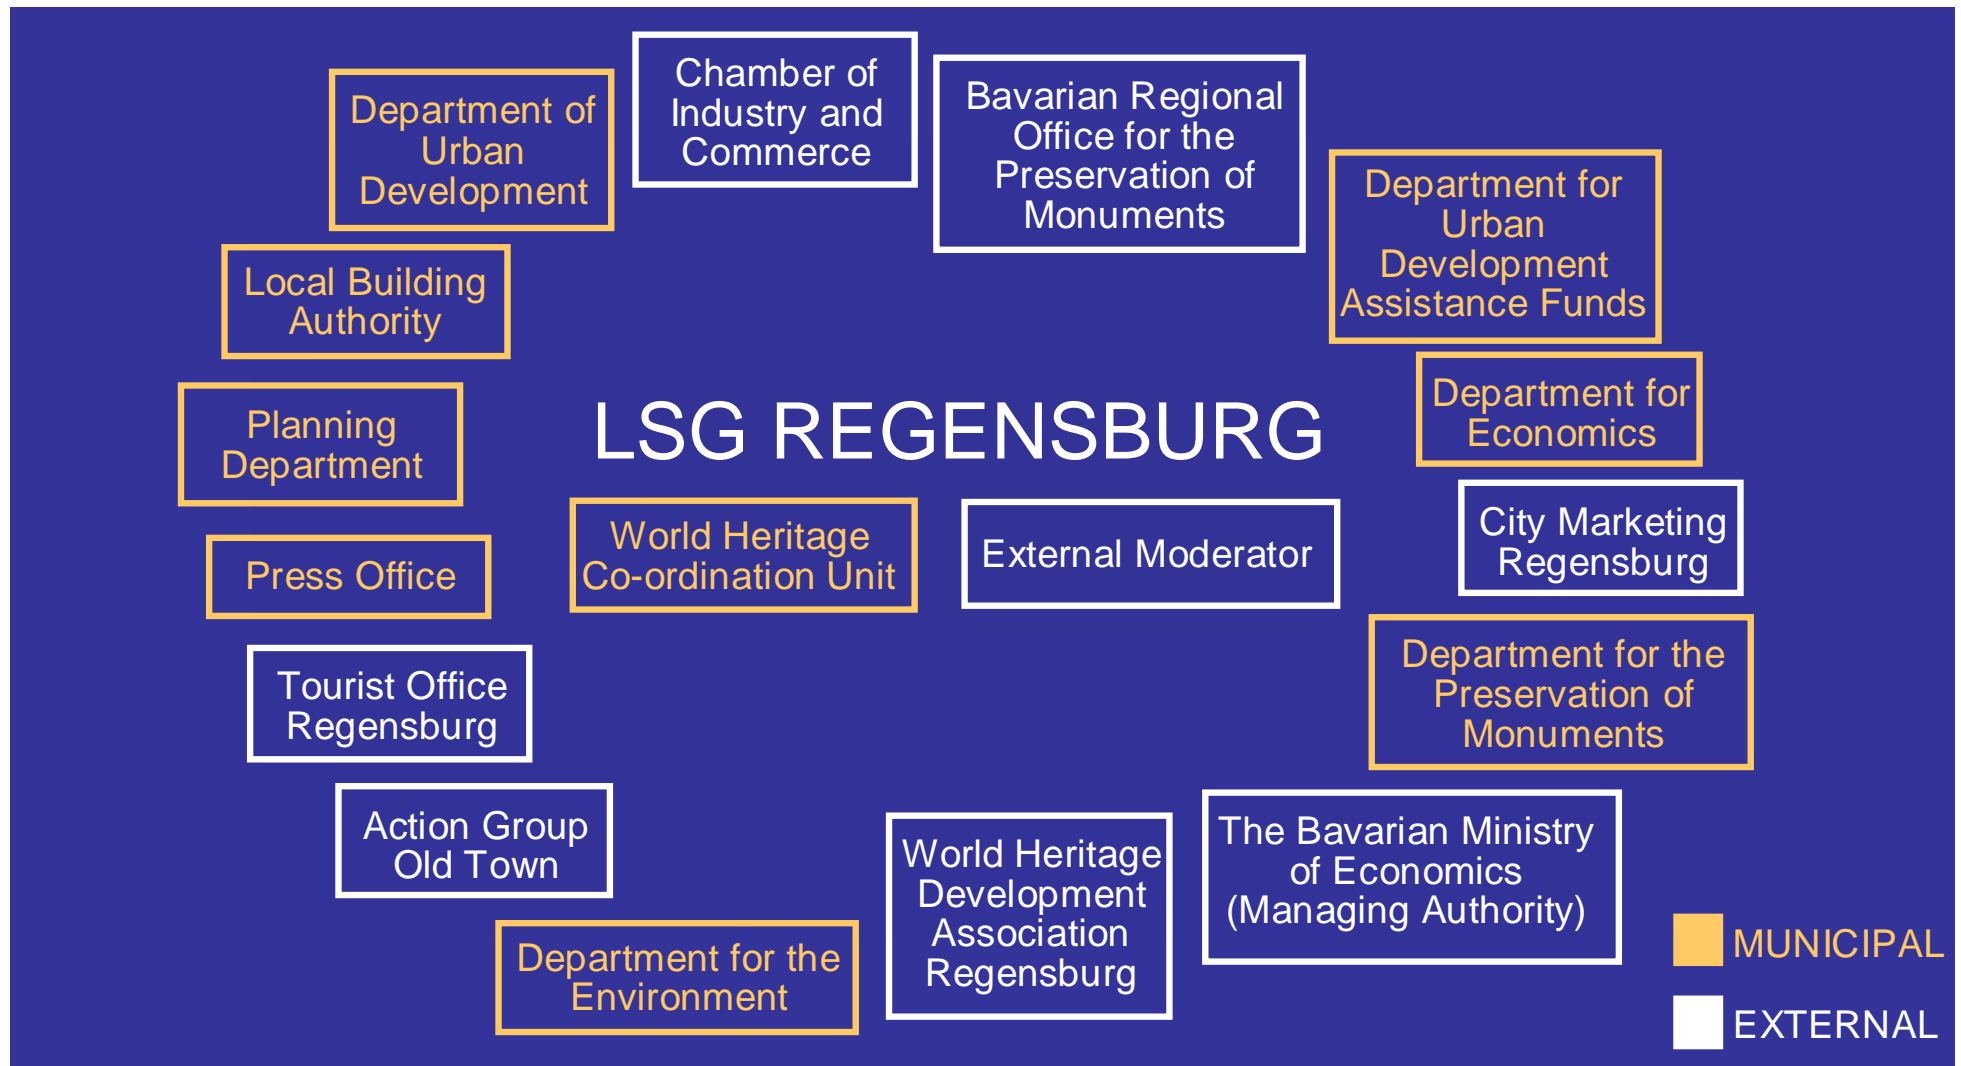 Chamber of
Industry and
Commerce
Bavarian Regional
Office for the
Preservation of
Monuments
Department of
Urban
Development
Department for
Urban
Development
Assistance Funds
Local Building
Authority
Department for
Economics
Planning
Department
LSG REGENSBURG
City Marketing
Regensburg
World Heritage
Co-ordination Unit
External Moderator
Press Office
Department for the
Preservation of
Monuments
Tourist Office
Regensburg
Action Group
Old Town
World Heritage
Development
Association
Regensburg
The Bavarian Ministry
of Economics
(Managing Authority)
Department for the
Environment
MUNICIPAL
EXTERNAL